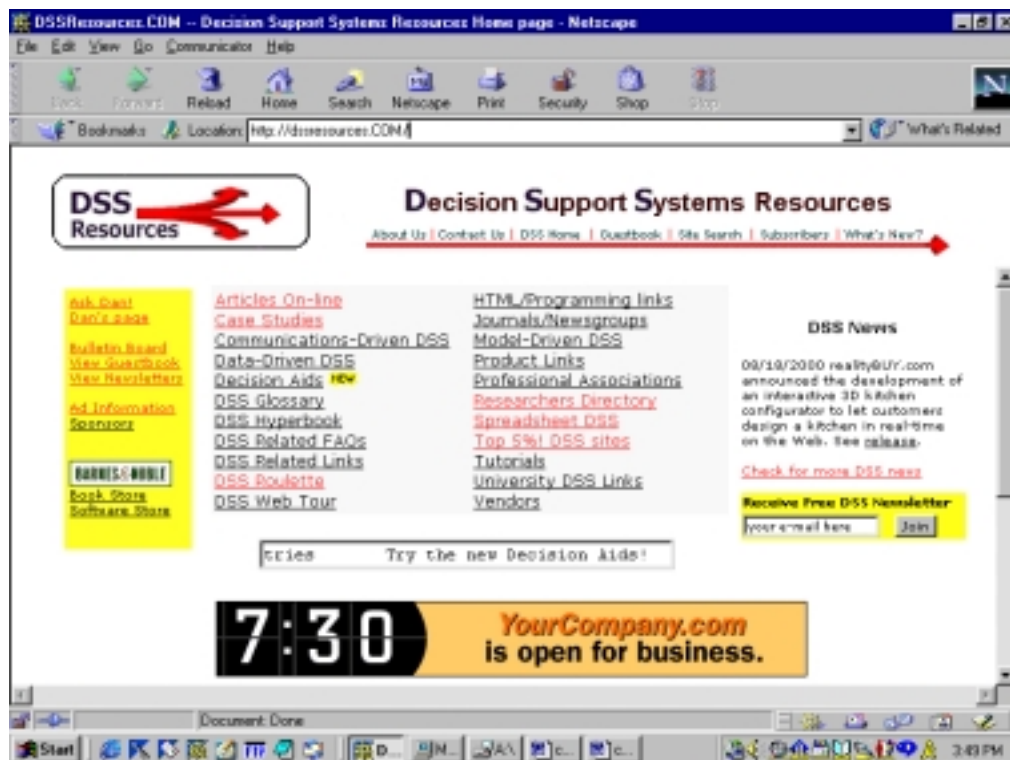 DSSResources.COM -- Decision Support Systems Resources Home page - Netscape
File Edit View Go Communicator Help
Back Forward Reload Home Search Netscape Print Security Shop Stop
Bookmarks Location: http://dssresources.COM/ What's Related
DSS
Resources
Decision Support Systems Resources
About Us | Contact Us | DSS Home | Guestbook | Site Search | Subscribers | What's New?
Ask Dan!
Dan's page
Bulletin Board
View Guestbook
View Newsletters
Ad Information
Sponsors
BARNES & NOBLE
Book Store
Software Store
Articles On-line
Case Studies
Communications-Driven DSS
Data-Driven DSS
Decision Aids NEW
DSS Glossary
DSS Hyperbook
DSS Related FAQs
DSS Related Links
DSS Roulette
DSS Web Tour
HTML/Programming links
Journals/Newsgroups
Model-Driven DSS
Product Links
Professional Associations
Researchers Directory
Spreadsheet DSS
Top 5%! DSS sites
Tutorials
University DSS Links
Vendors
DSS News
09/19/2000 realityBUY.com
announced the development of
an interactive 3D kitchen
configurator to let customers
design a kitchen in real-time
on the Web. See release.
Check for more DSS news
Receive Free DSS Newsletter
your e-mail here Join
tries Try the new Decision Aids!
7:30
YourCompany.com
is open for business.
Document: Done
Start D... M... A:\ c... c... 3:49 PM